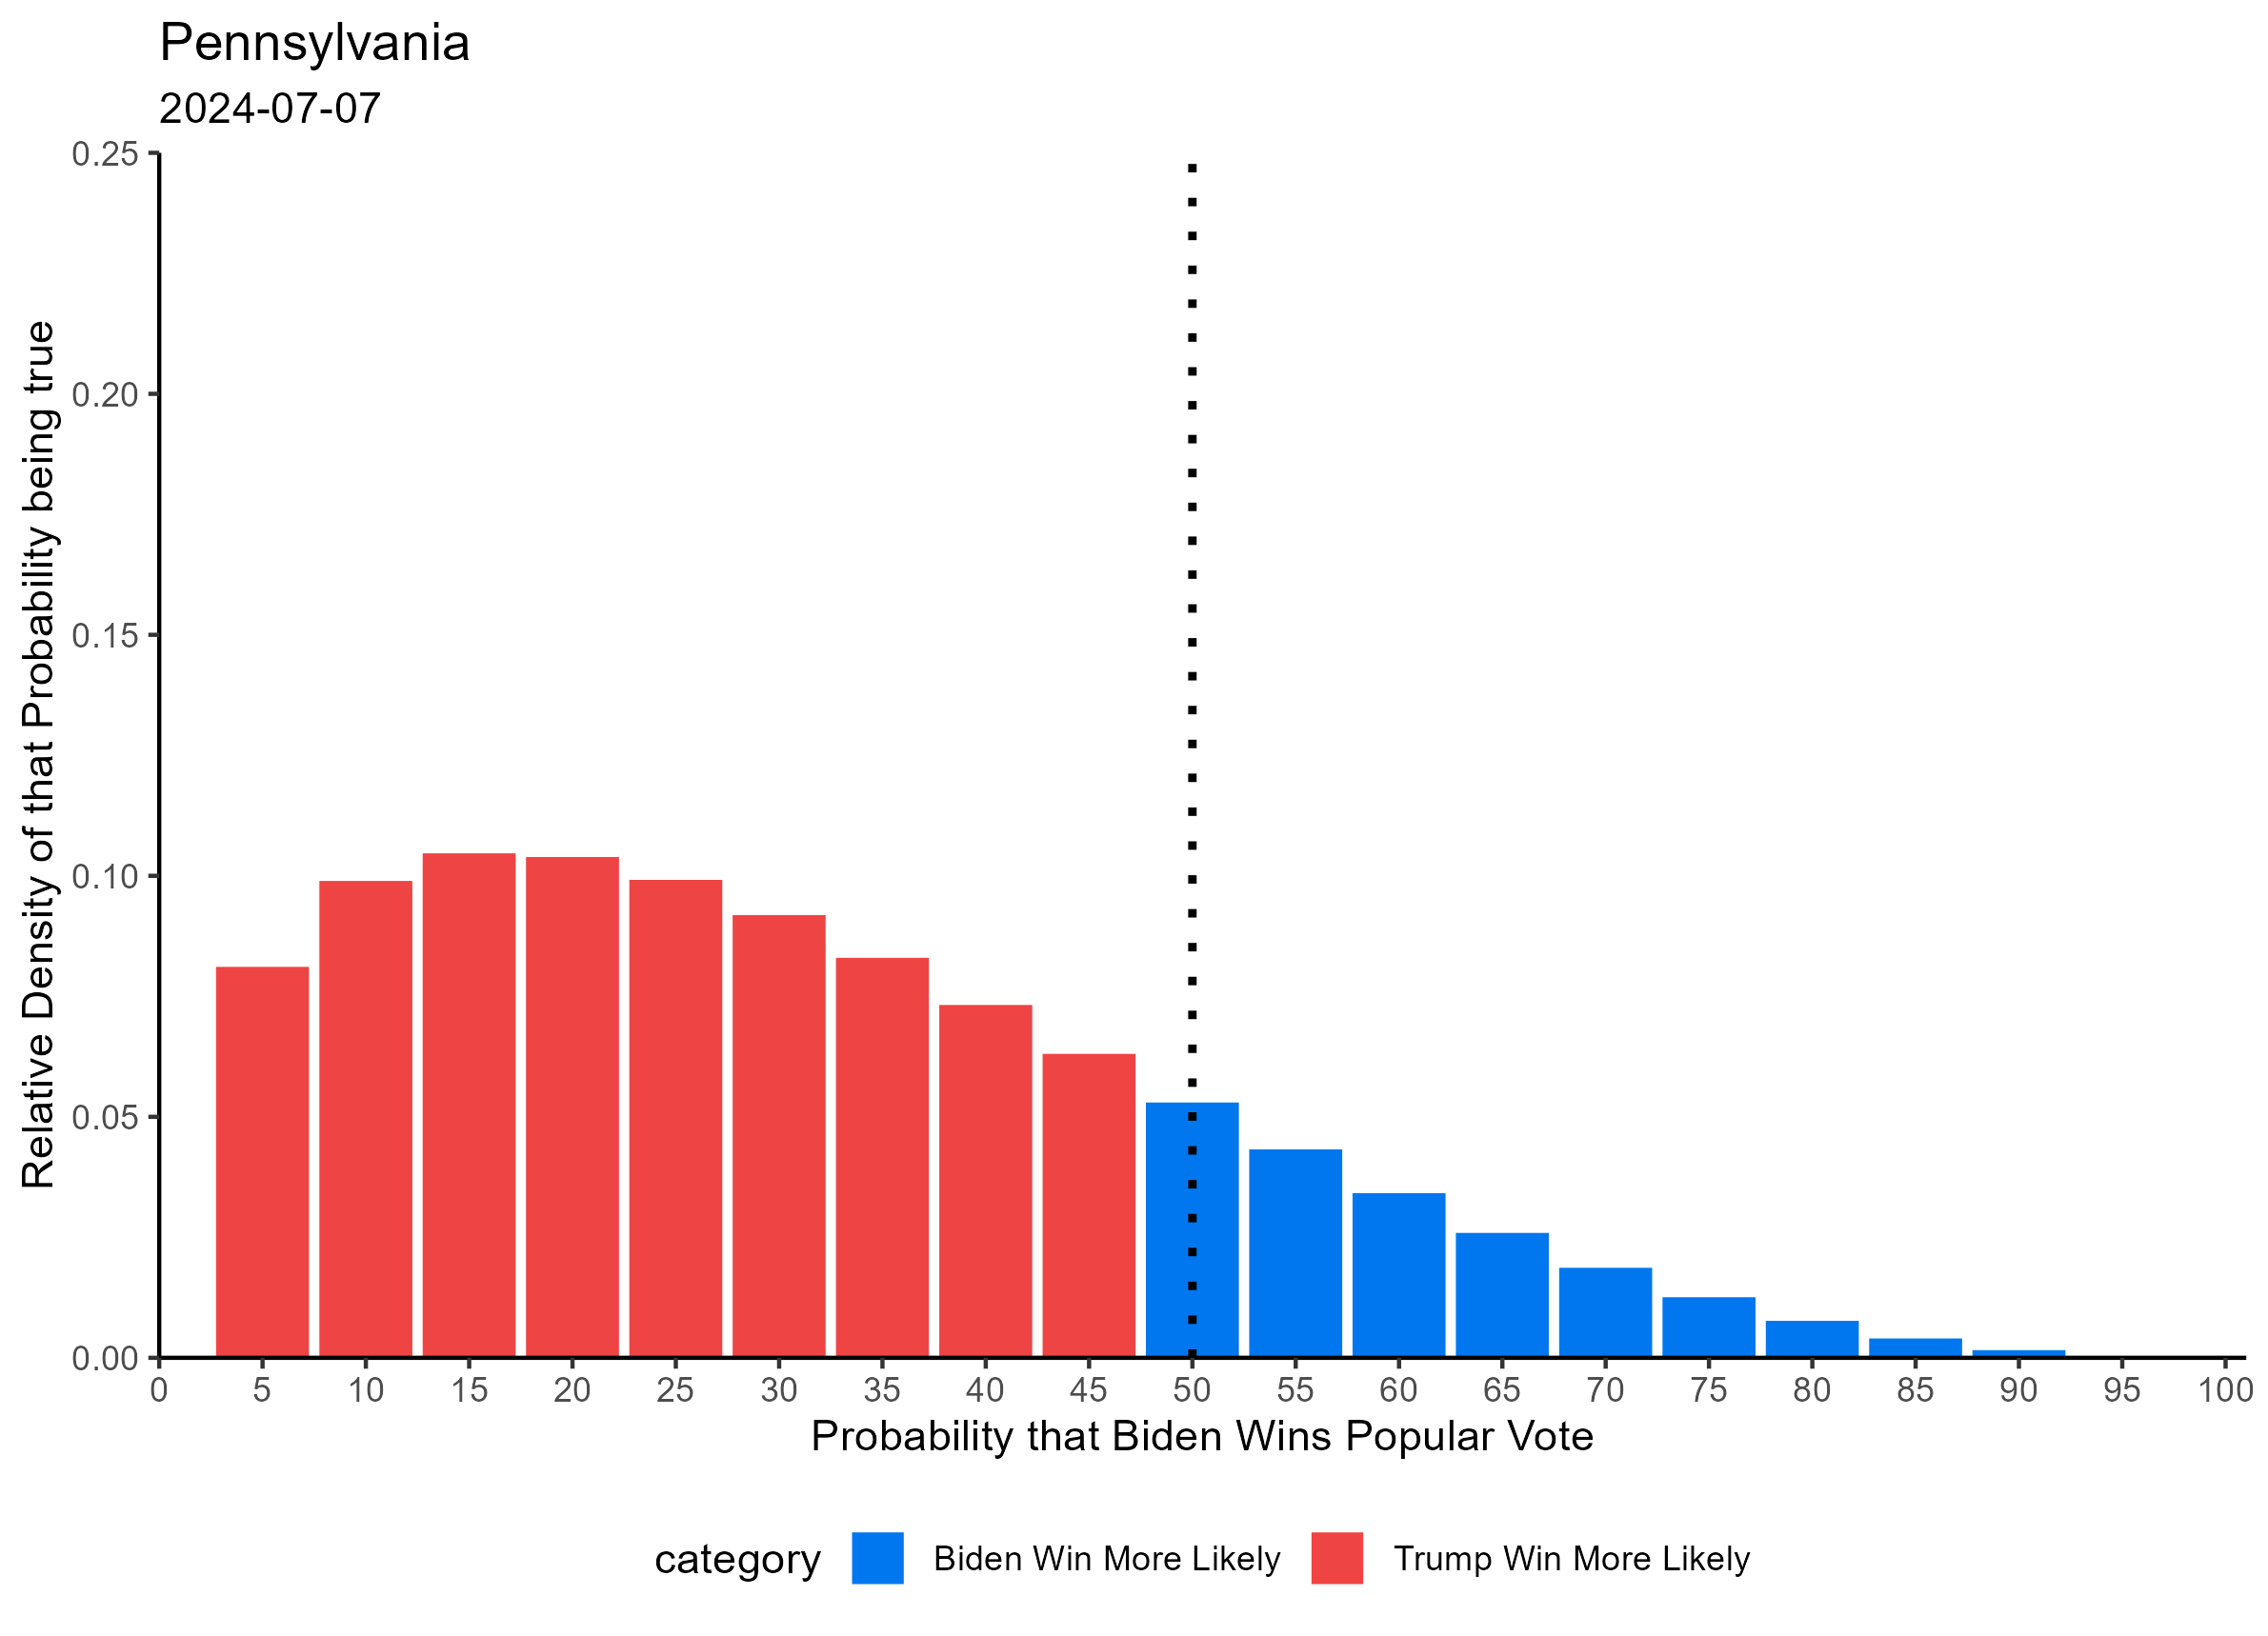 Pennsylvania
2024-07-07
0.25
0.20
0.15
0.10
0.05
0.00
Relative Density of that Probability being true
0 5 10 15 20 25 30 35 40 45 50 55 60 65 70 75 80 85 90 95 100
Probability that Biden Wins Popular Vote
category Biden Win More Likely Trump Win More Likely